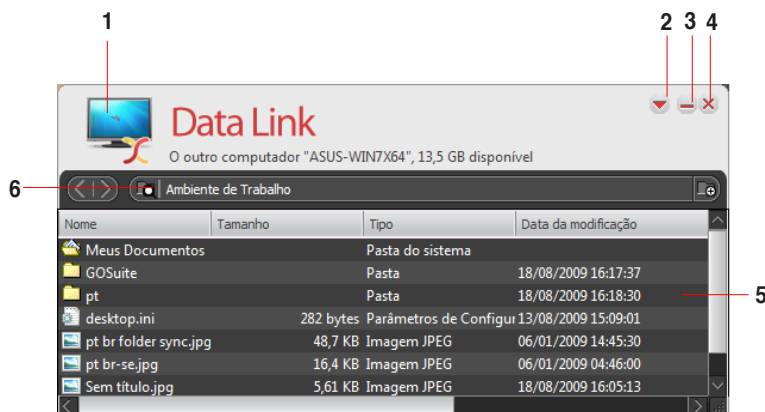 1 2 3 4
Data Link
O outro computador "ASUS-WIN7X64", 13,5 GB disponível
6 Ambiente de Trabalho
Nome Tamanho Tipo Data da modificação
Meus Documentos Pasta do sistema
GOSuite Pasta 18/08/2009 16:17:37
pt Pasta 18/08/2009 16:18:30 5
desktop.ini 282 bytes Parâmetros de Configur 13/08/2009 15:09:01
pt br folder sync.jpg 48,7 KB Imagem JPEG 06/01/2009 14:45:30
pt br-se.jpg 16,4 KB Imagem JPEG 06/01/2009 04:46:00
Sem título.jpg 5,61 KB Imagem JPEG 18/08/2009 16:05:13